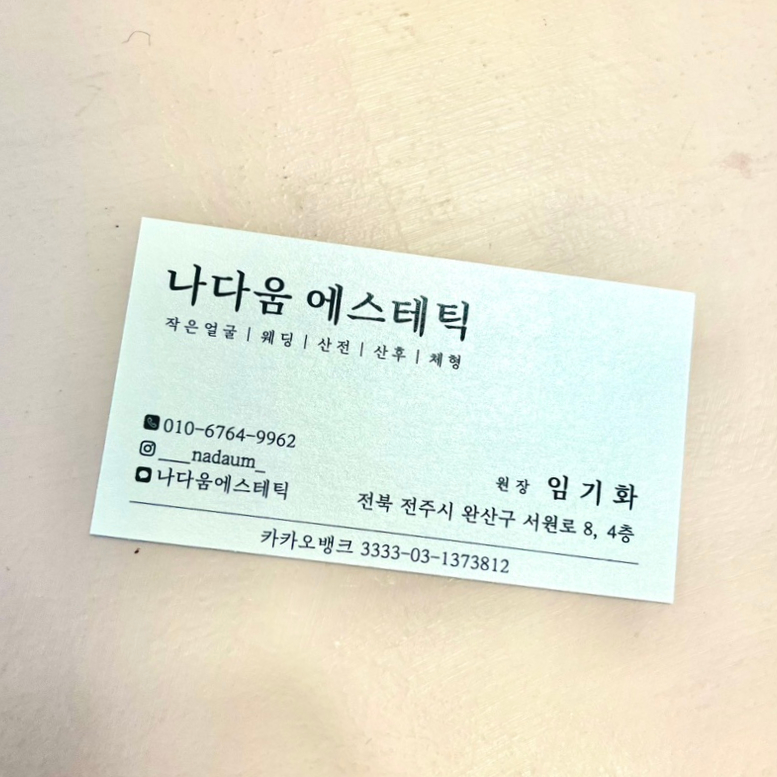 나다움 에스테틱
작은얼굴 | 웨딩 | 산전 | 산후 | 체형
010-6764-9962
___nadaum_
나다움에스테틱
원장 임기화
전북 전주시 완산구 서원로 8, 4층
카카오뱅크 3333-03-1373812